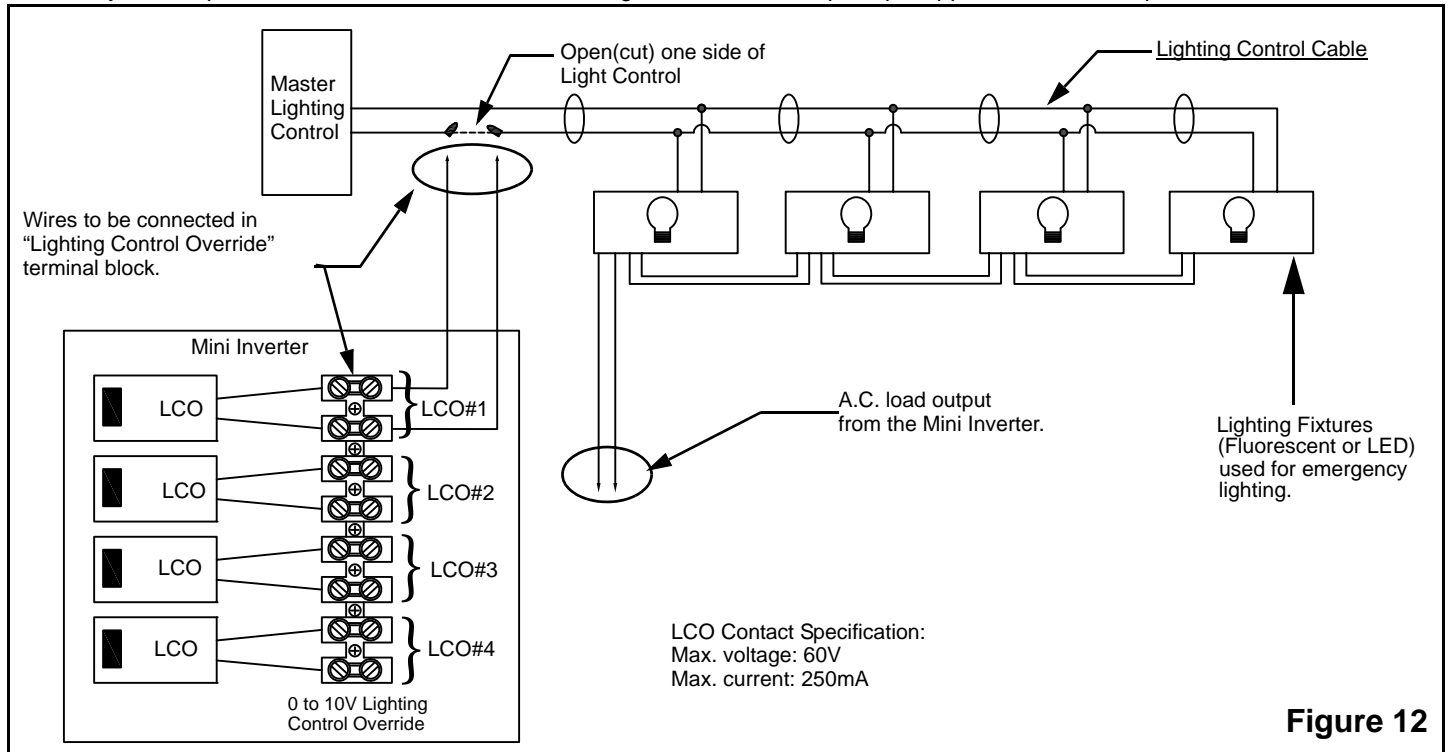 Open(cut) one side of
Light Control
Lighting Control Cable
Master
Lighting
Control
Wires to be connected in
“Lighting Control Override”
terminal block.
Mini Inverter
LCO
LCO#1
LCO
LCO#2
LCO
LCO#3
LCO
LCO#4
0 to 10V Lighting
Control Override
A.C. load output
from the Mini Inverter.
Lighting Fixtures
(Fluorescent or LED)
used for emergency
lighting.
LCO Contact Specification:
Max. voltage: 60V
Max. current: 250mA
Figure 12